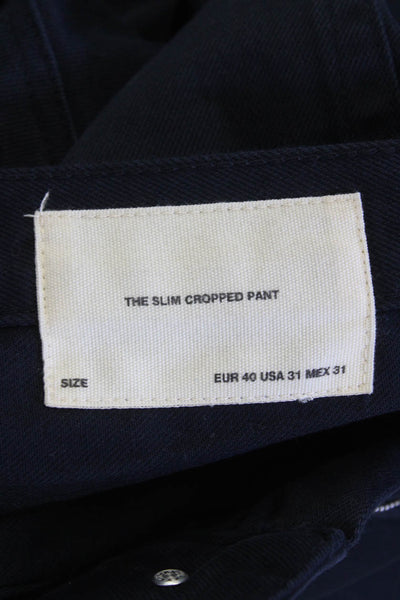 THE SLIM CROPPED PANT
SIZE EUR 40 USA 31 MEX 31